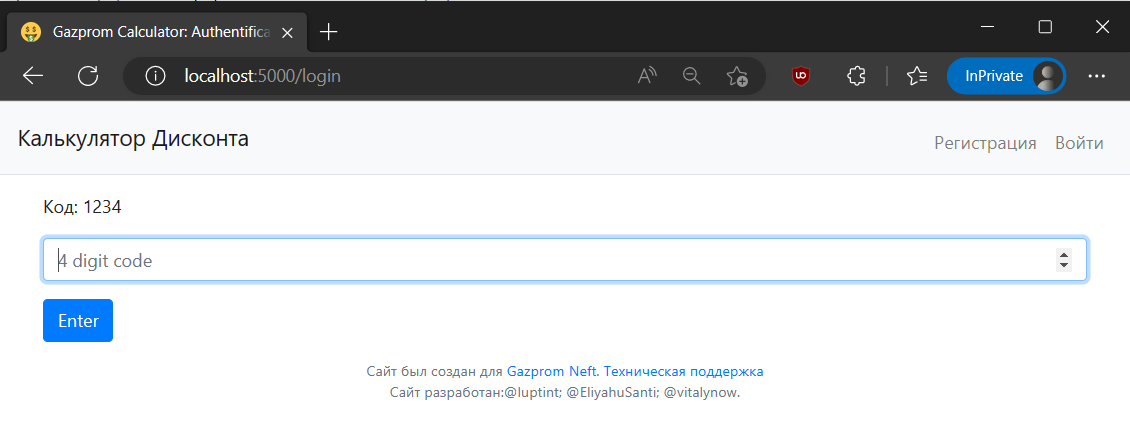 Gazprom Calculator: Authentifica
localhost:5000/login
InPrivate
Калькулятор Дисконта
Регистрация Войти
Код: 1234
4 digit code
Enter
Сайт был создан для Gazprom Neft. Техническая поддержка
Сайт разработан:@luptint; @EliyahuSanti; @vitalynow.